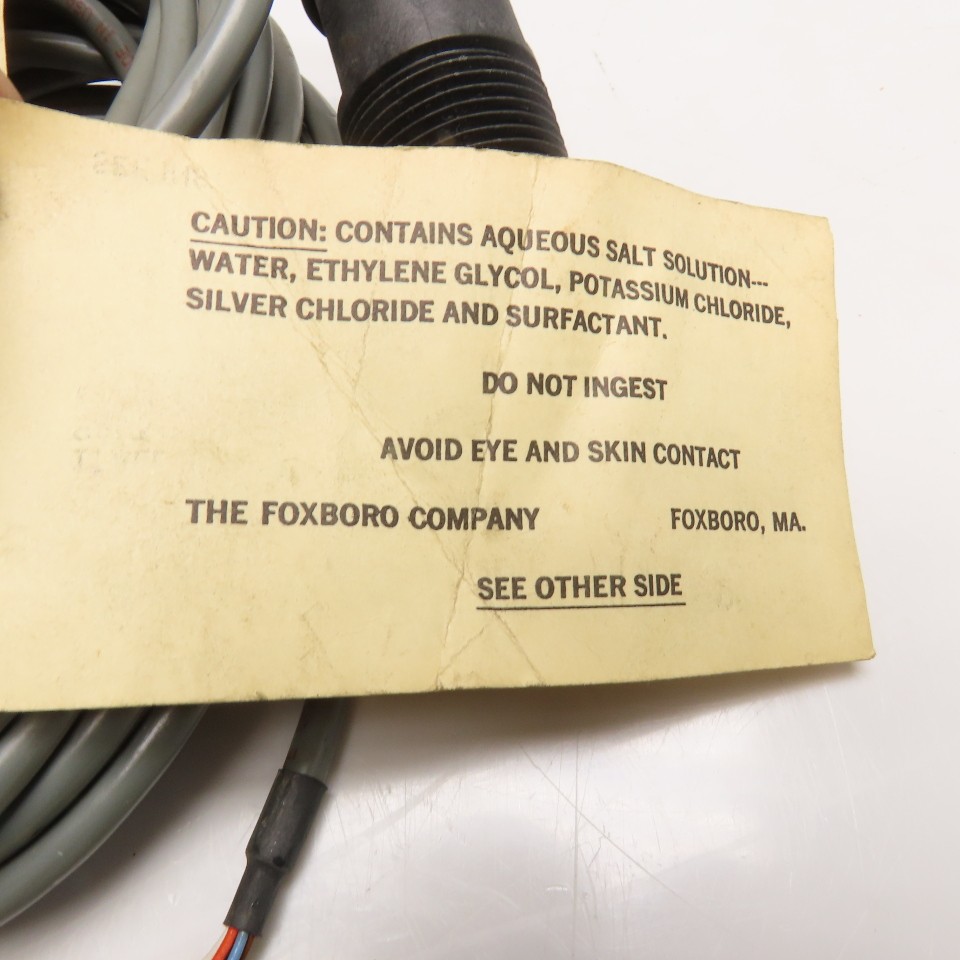 CAUTION: CONTAINS AQUEOUS SALT SOLUTION---
WATER, ETHYLENE GLYCOL, POTASSIUM CHLORIDE,
SILVER CHLORIDE AND SURFACTANT.
DO NOT INGEST
AVOID EYE AND SKIN CONTACT
THE FOXBORO COMPANY FOXBORO, MA.
SEE OTHER SIDE